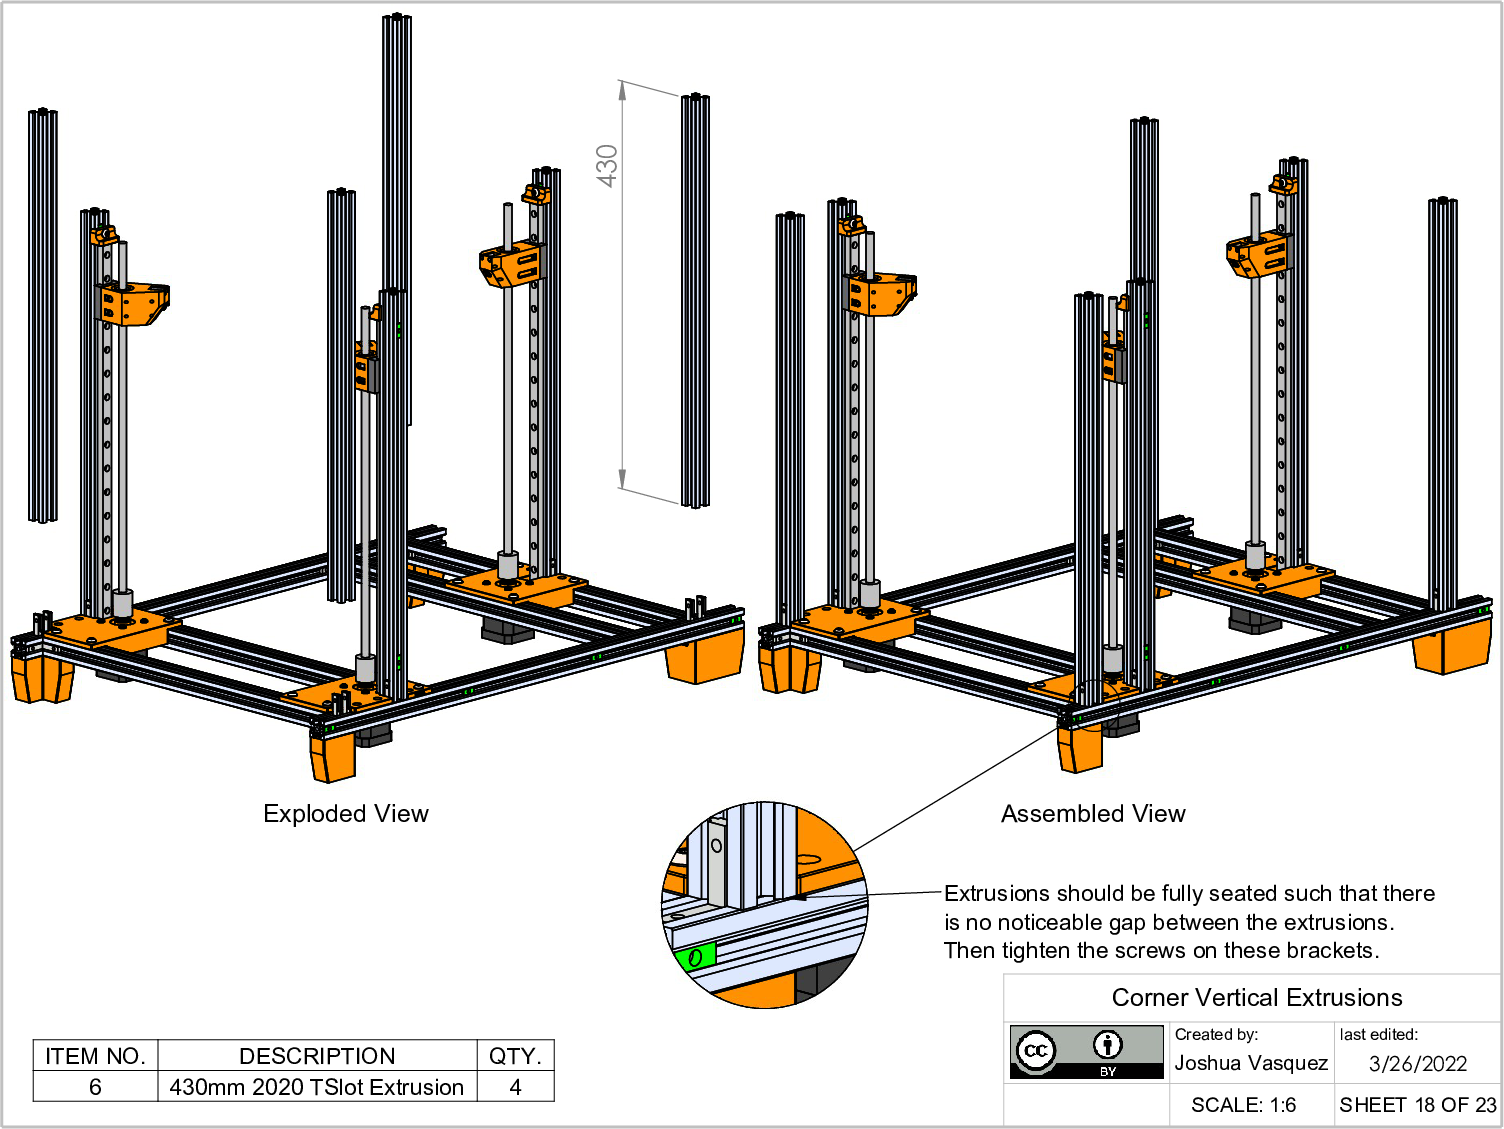 430
Exploded View
Assembled View
Extrusions should be fully seated such that there
is no noticeable gap between the extrusions.
Then tighten the screws on these brackets.
ITEM NO. DESCRIPTION QTY.
6 430mm 2020 TSlot Extrusion 4
Corner Vertical Extrusions
cc
BY
Created by:
Joshua Vasquez
last edited:
3/26/2022
SCALE: 1:6
SHEET 18 OF 23